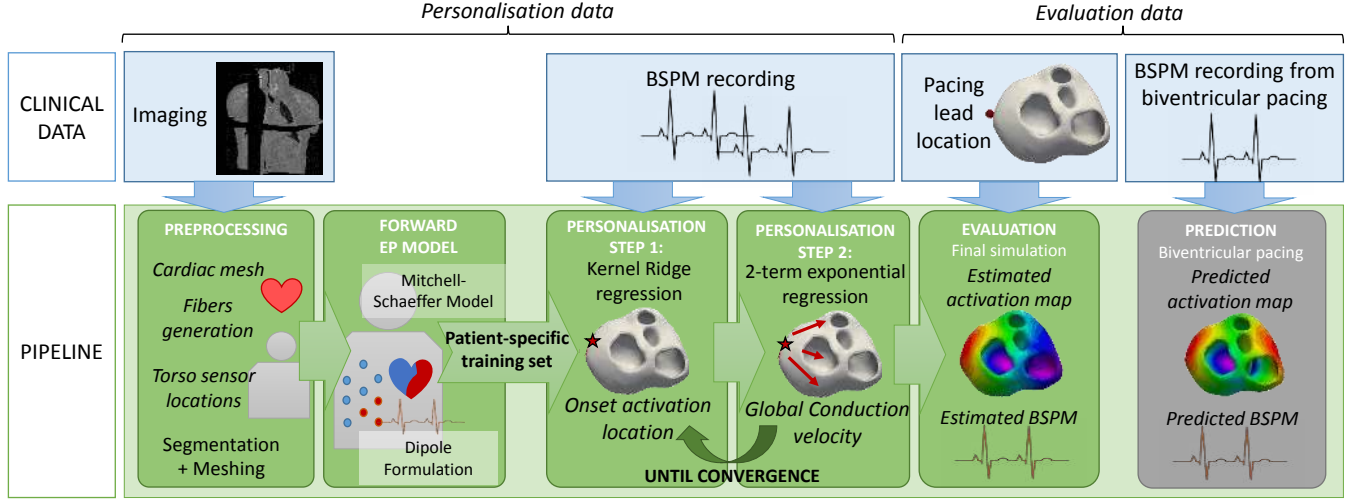 Personalisation data
Evaluation data
CLINICAL
DATA
Imaging
BSPM recording
Pacing
lead
location
BSPM recording from
biventricular pacing
PIPELINE
PREPROCESSING
Cardiac mesh
Fibers
generation
Torso sensor
locations
Segmentation
+ Meshing
FORWARD
EP MODEL
Mitchell-
Schaeffer Model
Dipole
Formulation
Patient-specific
training set
PERSONALISATION
STEP 1:
Kernel Ridge
regression
Onset activation
location
PERSONALISATION
STEP 2:
2-term exponential
regression
Global Conduction
velocity
UNTIL CONVERGENCE
EVALUATION
Final simulation
Estimated
activation map
Estimated BSPM
PREDICTION
Biventricular pacing
Predicted
activation map
Predicted BSPM